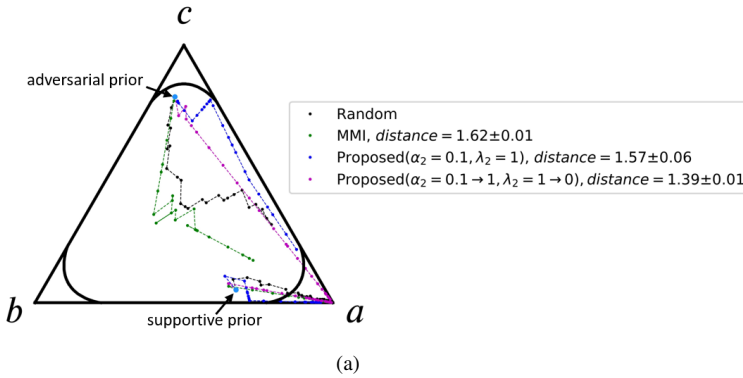 c
adversarial prior
Random
MMI, distance = 1.62±0.01
Proposed(α₂ = 0.1, λ₂ = 1), distance = 1.57±0.06
Proposed(α₂ = 0.1 → 1, λ₂ = 1 → 0), distance = 1.39±0.01
b
supportive prior
a
(a)